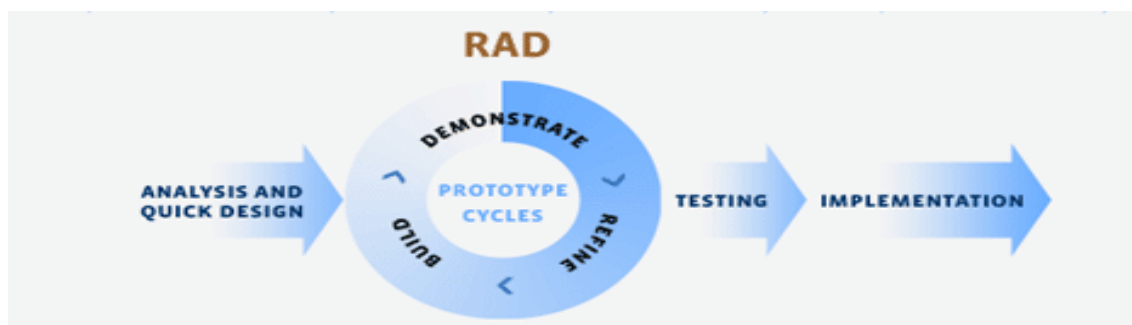 RAD
ANALYSIS AND
QUICK DESIGN
DEMONSTRATE
REFINE
BUILD
PROTOTYPE
CYCLES
TESTING
IMPLEMENTATION